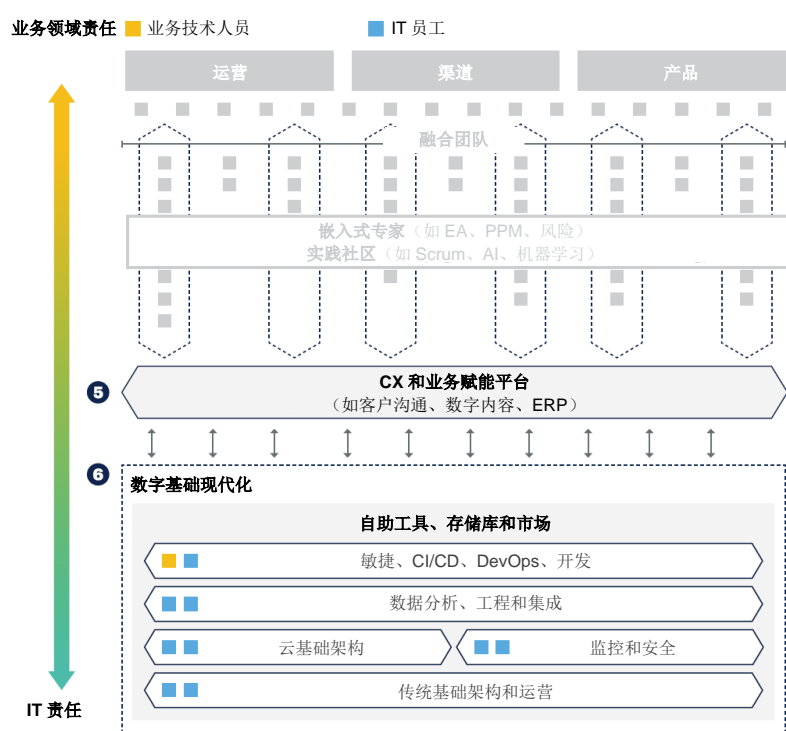 业务领域责任 业务技术人员 IT 员工
运营 渠道 产品
融合团队
嵌入式专家（如 EA、PPM、风险）
实践社区（如 Scrum、AI、机器学习）
5
CX 和业务赋能平台
（如客户沟通、数字内容、ERP）
6
数字基础现代化
自助工具、存储库和市场
敏捷、CI/CD、DevOps、开发
数据分析、工程和集成
云基础架构 监控和安全
传统基础架构和运营
IT 责任